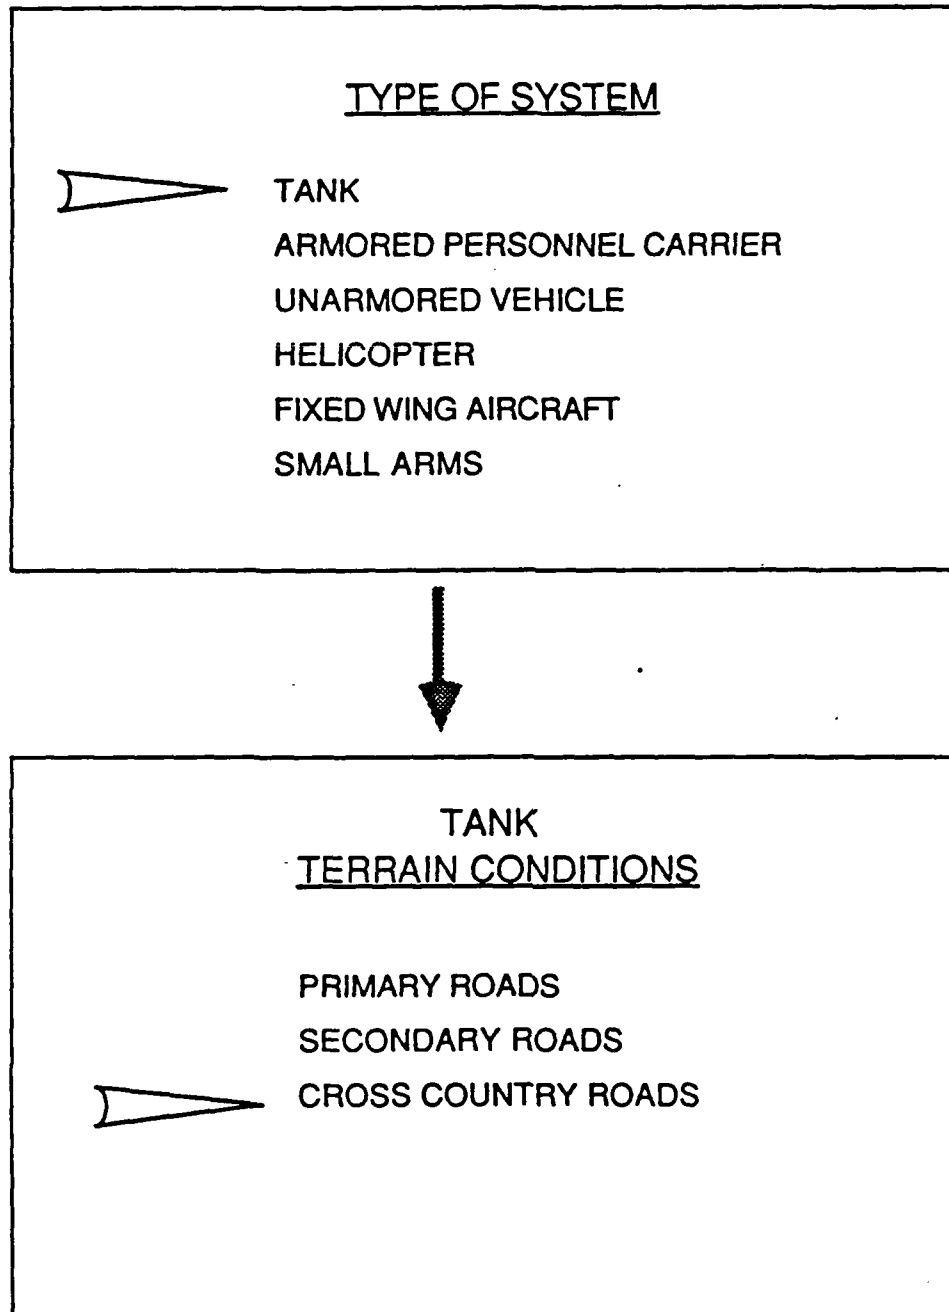 TYPE OF SYSTEM
TANK
ARMORED PERSONNEL CARRIER
UNARMORED VEHICLE
HELICOPTER
FIXED WING AIRCRAFT
SMALL ARMS
TANK
TERRAIN CONDITIONS
PRIMARY ROADS
SECONDARY ROADS
CROSS COUNTRY ROADS